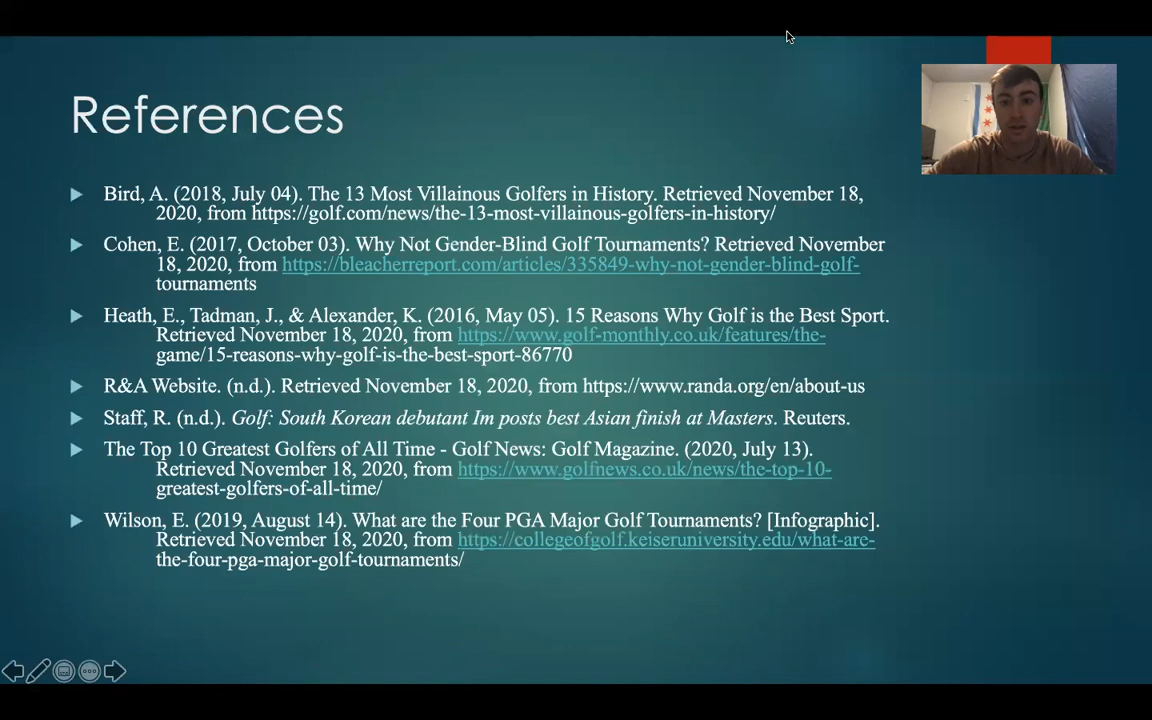 References
Bird, A. (2018, July 04). The 13 Most Villainous Golfers in History. Retrieved November 18,
2020, from https://golf.com/news/the-13-most-villainous-golfers-in-history/
Cohen, E. (2017, October 03). Why Not Gender-Blind Golf Tournaments? Retrieved November
18, 2020, from https://bleacherreport.com/articles/335849-why-not-gender-blind-golf-
tournaments
Heath, E., Tadman, J., & Alexander, K. (2016, May 05). 15 Reasons Why Golf is the Best Sport.
Retrieved November 18, 2020, from https://www.golf-monthly.co.uk/features/the-
game/15-reasons-why-golf-is-the-best-sport-86770
R&A Website. (n.d.). Retrieved November 18, 2020, from https://www.randa.org/en/about-us
Staff, R. (n.d.). Golf: South Korean debutant Im posts best Asian finish at Masters. Reuters.
The Top 10 Greatest Golfers of All Time - Golf News: Golf Magazine. (2020, July 13).
Retrieved November 18, 2020, from https://www.golfnews.co.uk/news/the-top-10-
greatest-golfers-of-all-time/
Wilson, E. (2019, August 14). What are the Four PGA Major Golf Tournaments? [Infographic].
Retrieved November 18, 2020, from https://collegeofgolf.keiseruniversity.edu/what-are-
the-four-pga-major-golf-tournaments/